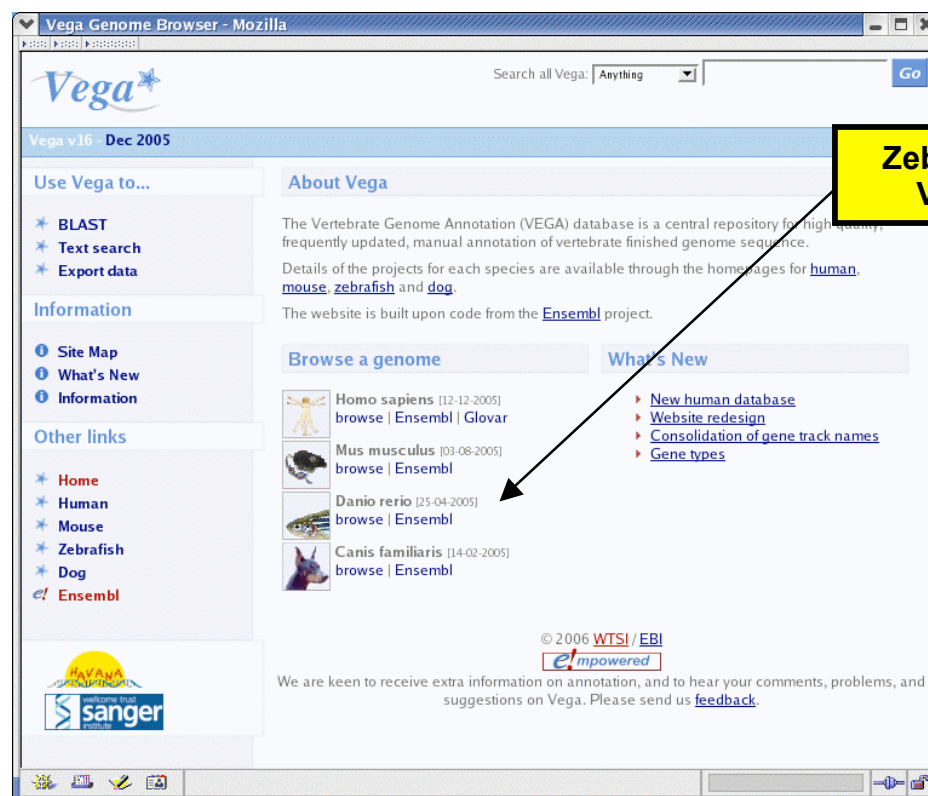 Vega Genome Browser - Mozilla
Vega
Search all Vega: Anything Go
Vega v16 - Dec 2005
Use Vega to...
BLAST
Text search
Export data
Information
Site Map
What's New
Information
Other links
Home
Human
Mouse
Zebrafish
Dog
e! Ensembl
HAVANA
wellcome trust
sanger
institute
About Vega
The Vertebrate Genome Annotation (VEGA) database is a central repository for high quality,
frequently updated, manual annotation of vertebrate finished genome sequence.
Details of the projects for each species are available through the homepages for human,
mouse, zebrafish and dog.
The website is built upon code from the Ensembl project.
Browse a genome
Homo sapiens [12-12-2005]
browse | Ensembl | Glovar
Mus musculus [03-08-2005]
browse | Ensembl
Danio rerio [25-04-2005]
browse | Ensembl
Canis familiaris [14-02-2005]
browse | Ensembl
What's New
New human database
Website redesign
Consolidation of gene track names
Gene types
© 2006 WTSI / EBI
e! mpowered
We are keen to receive extra information on annotation, and to hear your comments, problems, and
suggestions on Vega. Please send us feedback.